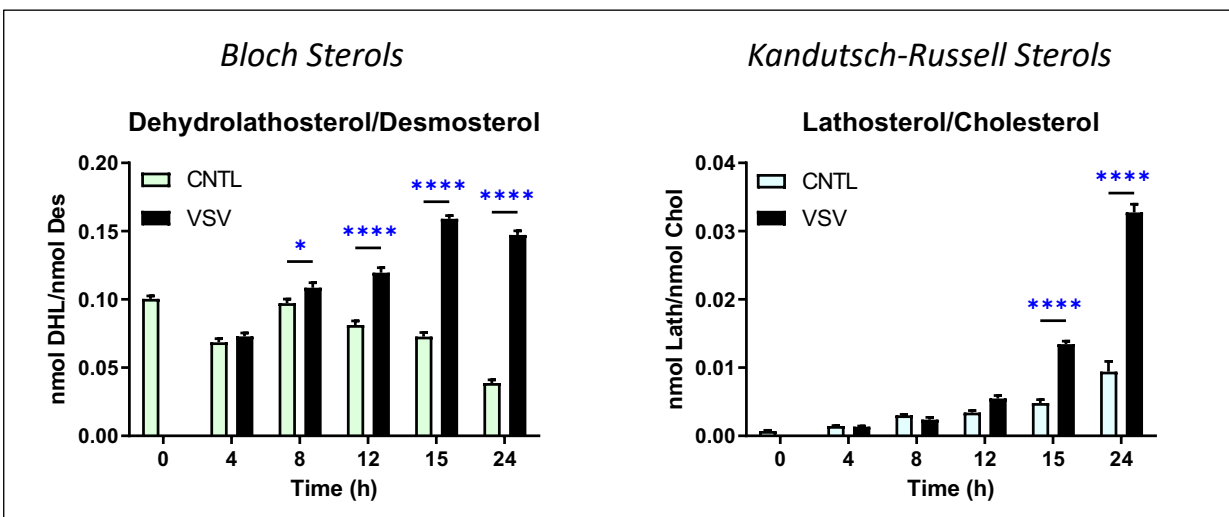 Bloch Sterols
Dehydrolathosterol/Desmosterol
nmol DHL/nmol Des
0.20
0.15
0.10
0.05
0.00
CNTL
VSV
*
****
****
****
0 4 8 12 15 24
Time (h)
Kandutsch-Russell Sterols
Lathosterol/Cholesterol
nmol Lath/nmol Chol
0.04
0.03
0.02
0.01
0.00
CNTL
VSV
****
****
0 4 8 12 15 24
Time (h)